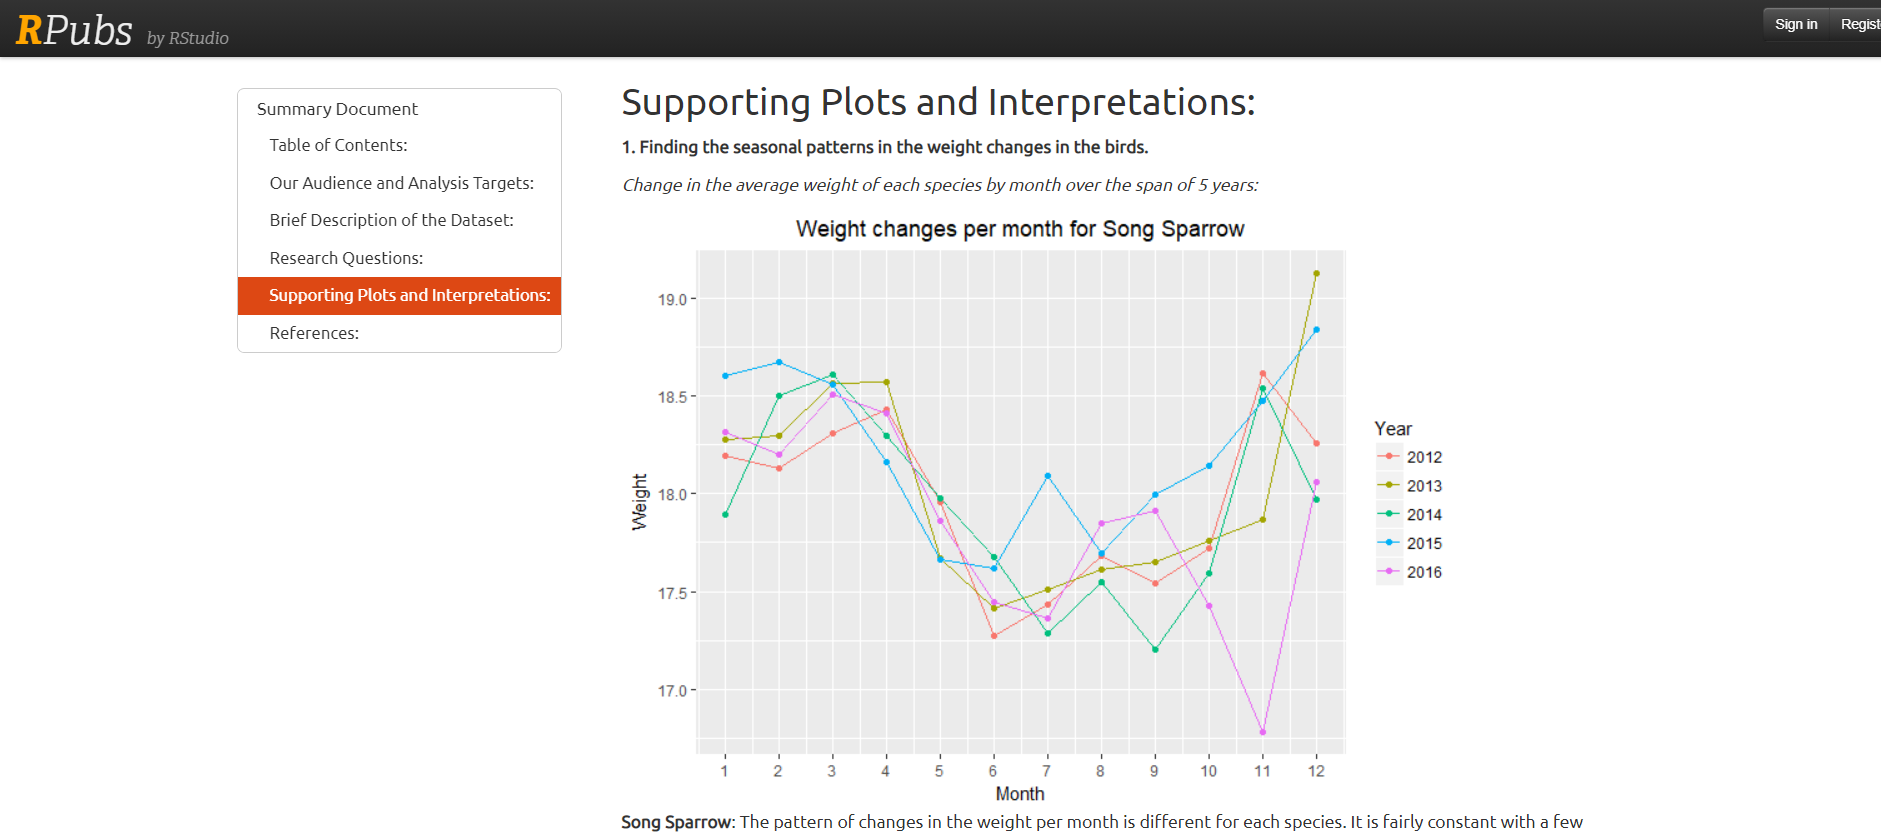 RPubs by RStudio
Sign in
Regist
Summary Document
Table of Contents:
Our Audience and Analysis Targets:
Brief Description of the Dataset:
Research Questions:
Supporting Plots and Interpretations:
References:
Supporting Plots and Interpretations:
1. Finding the seasonal patterns in the weight changes in the birds.
Change in the average weight of each species by month over the span of 5 years:
Weight changes per month for Song Sparrow
19.0
18.5
18.0
17.5
17.0
Weight
1 2 3 4 5 6 7 8 9 10 11 12
Month
Year
2012
2013
2014
2015
2016
Song Sparrow: The pattern of changes in the weight per month is different for each species. It is fairly constant with a few